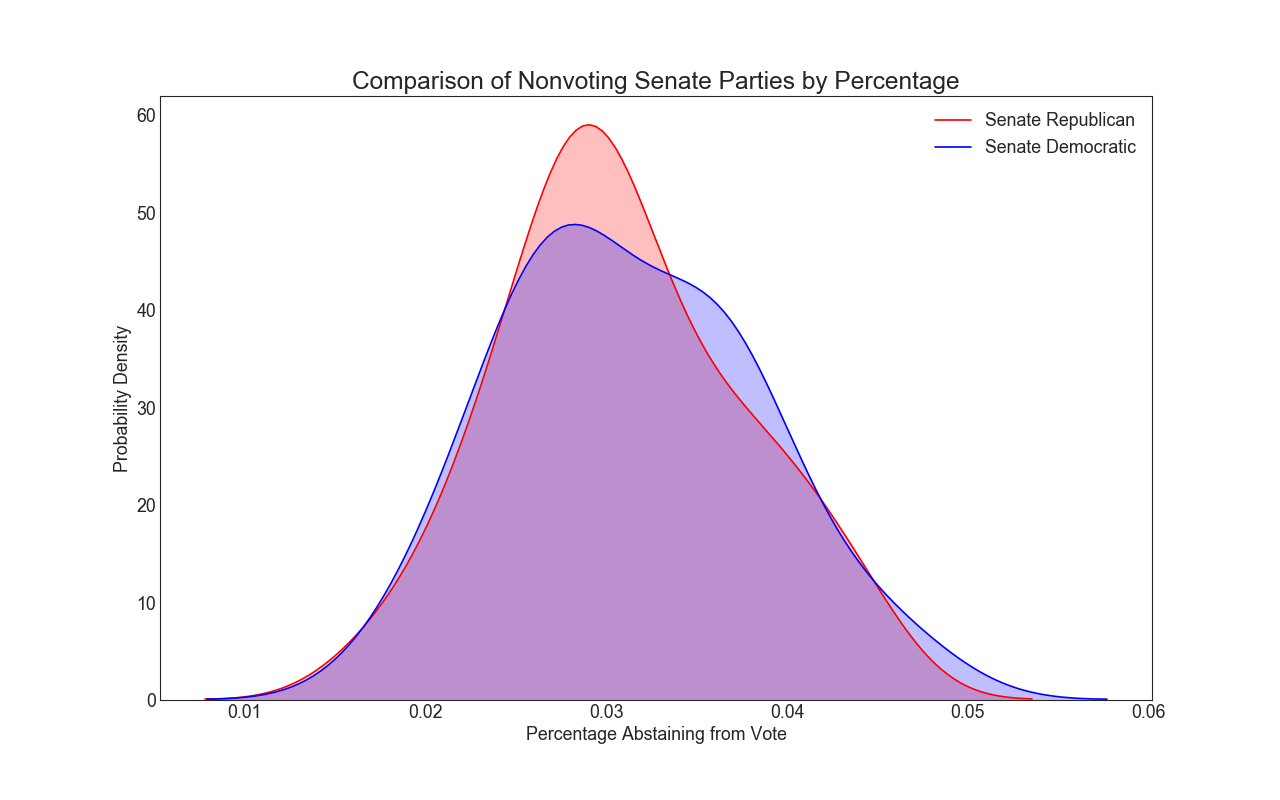 Comparison of Nonvoting Senate Parties by Percentage
Senate Republican
Senate Democratic
60
50
40
30
20
10
0
Probability Density
0.01 0.02 0.03 0.04 0.05 0.06
Percentage Abstaining from Vote